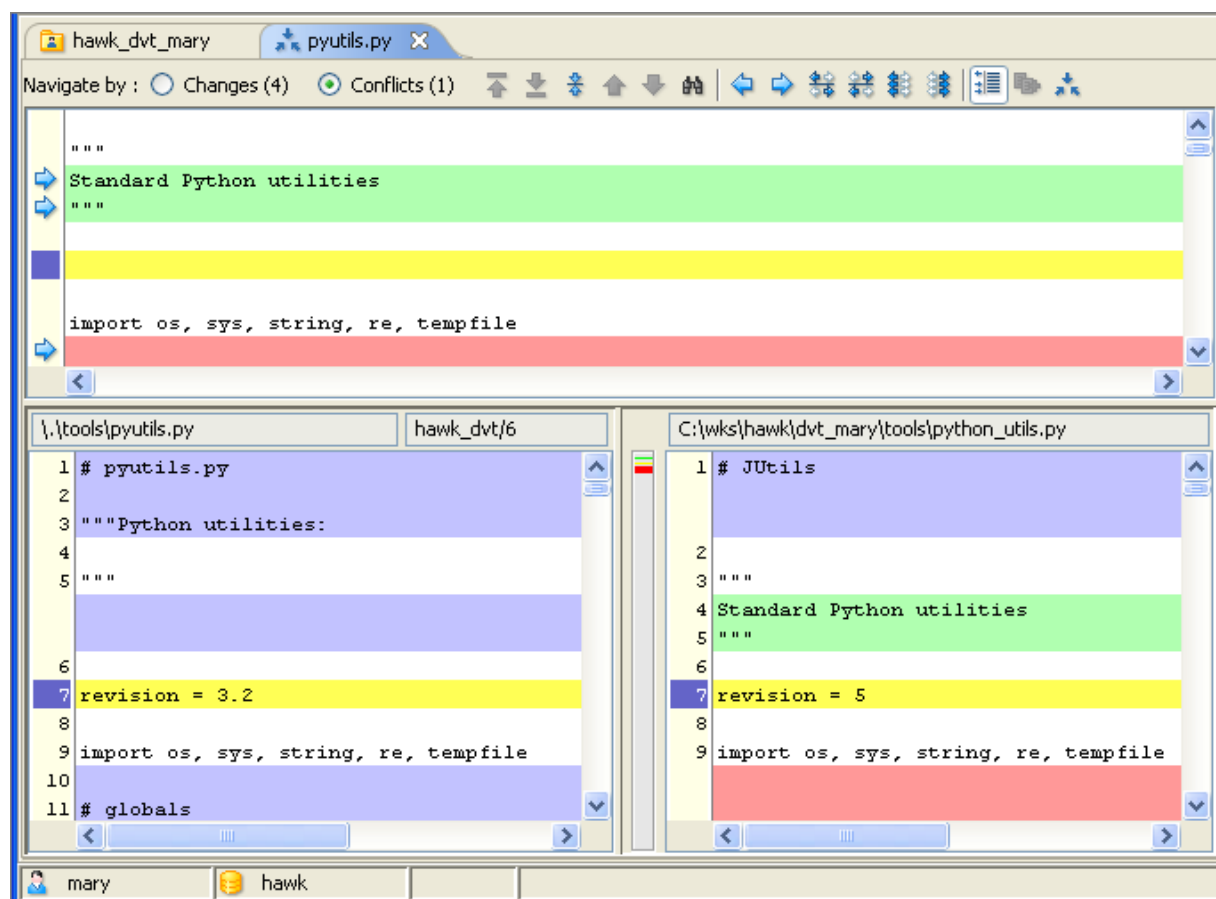 hawk_dvt_mary pyutils.py
Navigate by : Changes (4) Conflicts (1)
"""
Standard Python utilities
"""
import os, sys, string, re, tempfile
\.\tools\pyutils.py hawk_dvt/6
1 # pyutils.py
2
3 """Python utilities:
4
5 """
6
7 revision = 3.2
8
9 import os, sys, string, re, tempfile
10
11 # globals
C:\wks\hawk\dvt_mary\tools\python_utils.py
1 # JUtils
2
3 """
4 Standard Python utilities
5 """
6
7 revision = 5
8
9 import os, sys, string, re, tempfile
mary hawk